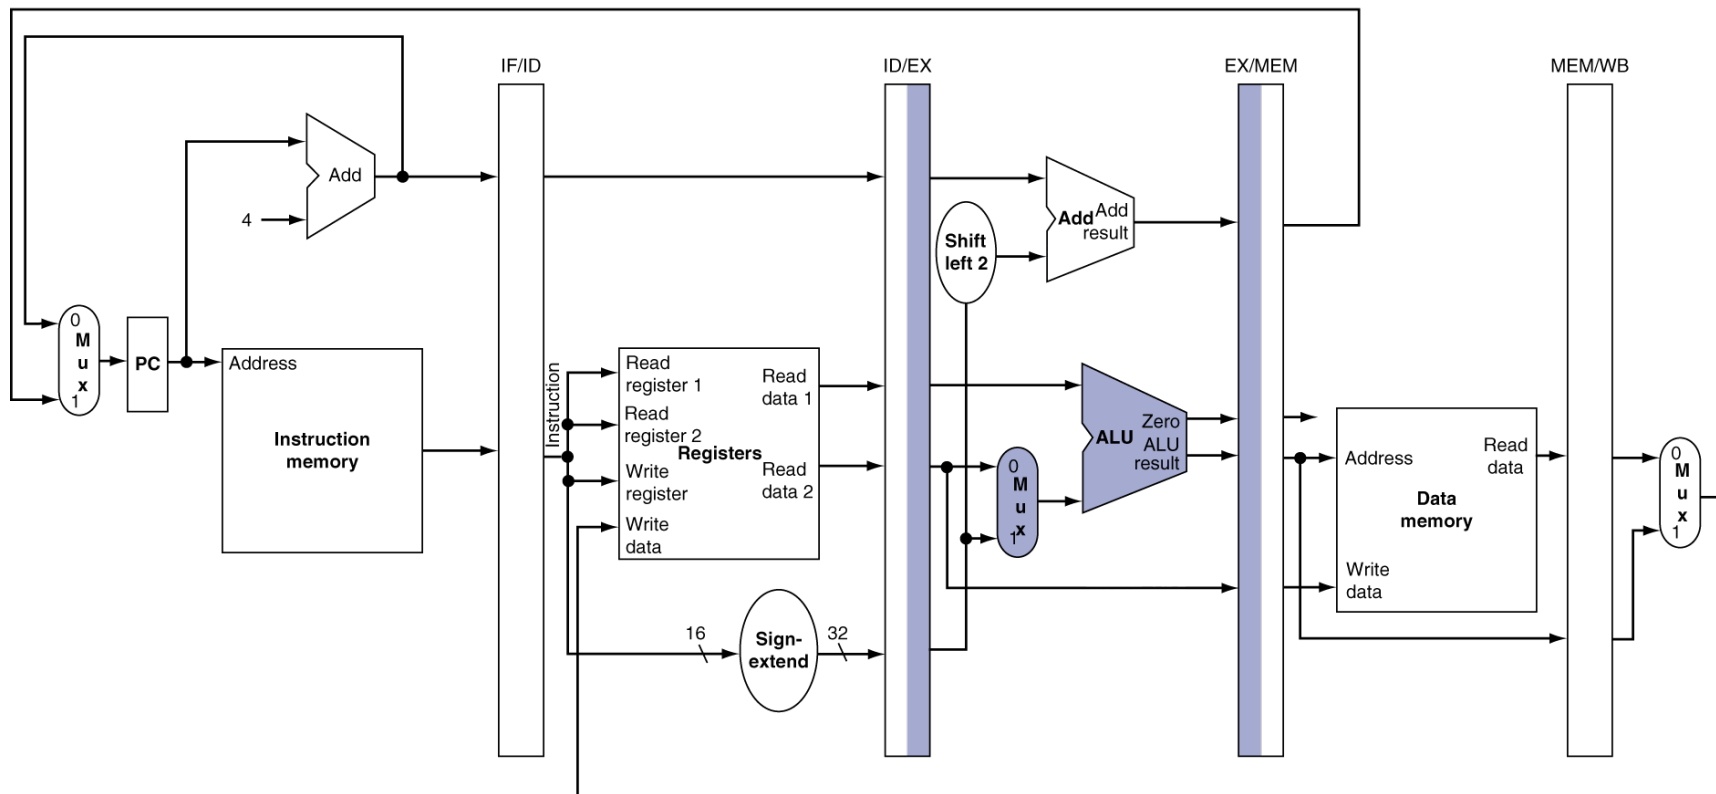 IF/ID
ID/EX
EX/MEM
MEM/WB
Add
4
Add
Add
result
Shift
left 2
0
M
u
x
1
PC
Address
Instruction
memory
Instruction
Read
register 1
Read
register 2
Write
register
Write
data
Registers
Read
data 1
Read
data 2
16
Sign-
extend
32
0
M
u
x
1
ALU
Zero
ALU
result
Address
Write
data
Data
memory
Read
data
0
M
u
x
1